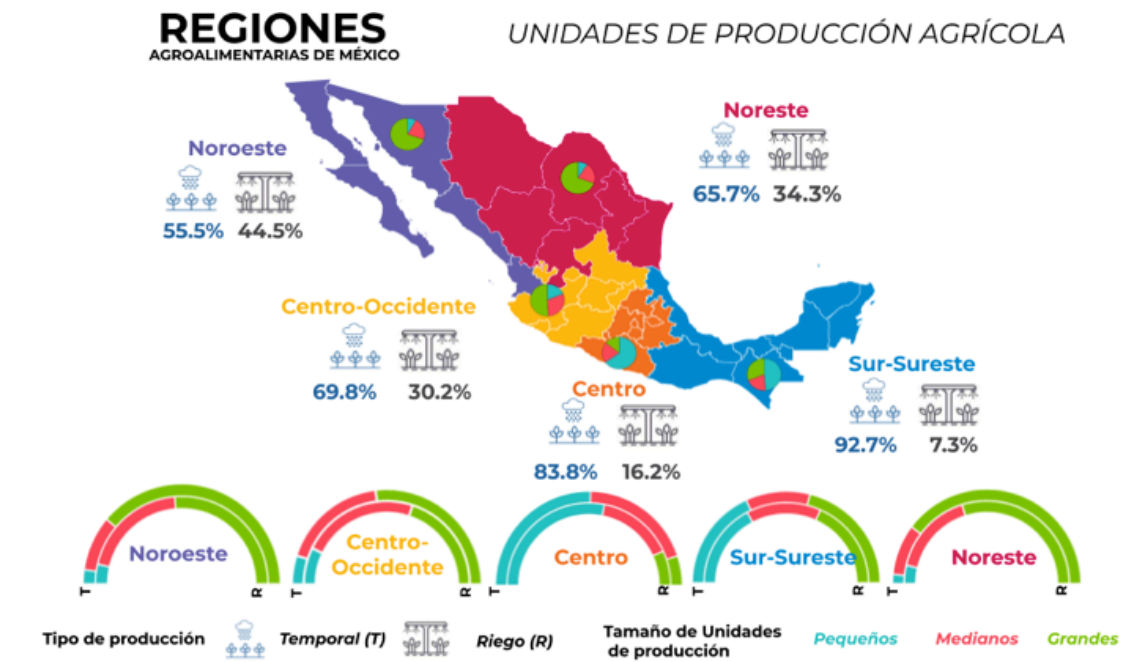 REGIONES
AGROALIMENTARIAS DE MÉXICO
UNIDADES DE PRODUCCIÓN AGRÍCOLA
Noreste
65.7% 34.3%
Noroeste
55.5% 44.5%
Centro-Occidente
69.8% 30.2%
Sur-Sureste
92.7% 7.3%
Centro
83.8% 16.2%
Noroeste
T R
Centro-
Occidente
T R
Centro
T R
Sur-Sureste
T R
Noreste
T R
Tipo de producción Temporal (T) Riego (R)
Tamaño de Unidades
de producción
Pequeños Medianos Grandes